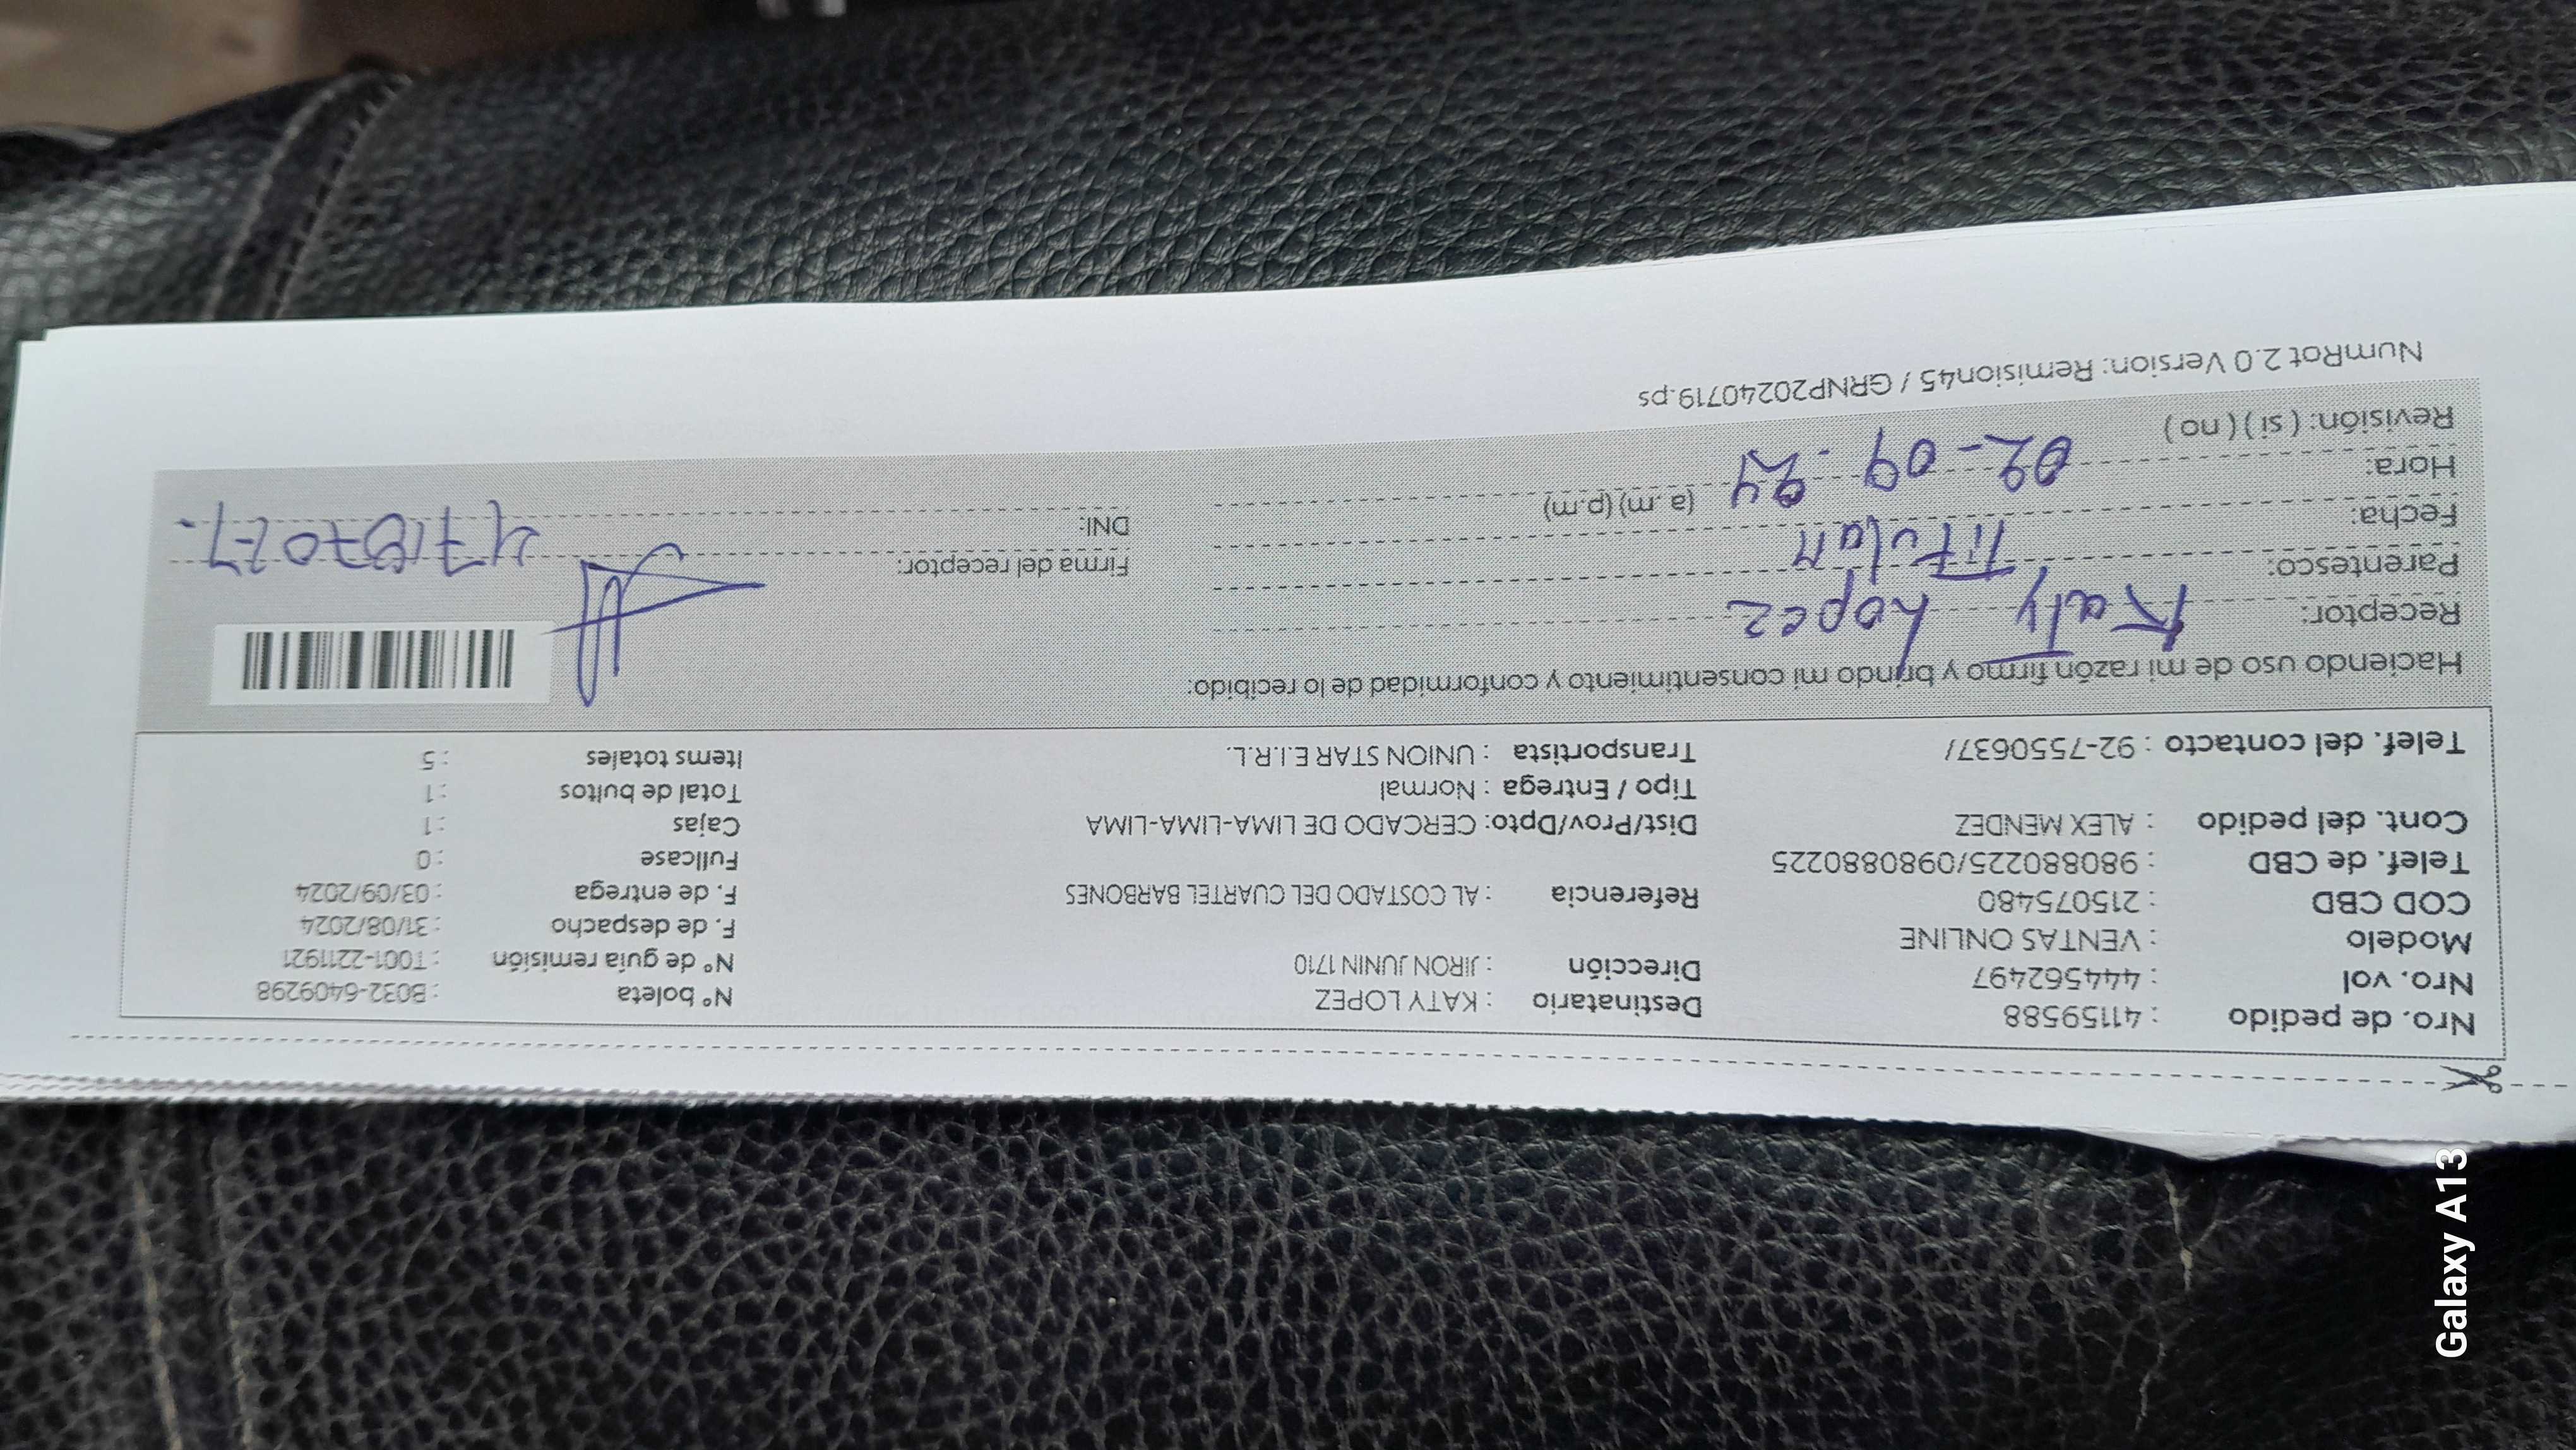 Nro. de pedido : 41159588 Destinatario : KATY LOPEZ N° boleta : B032-6409298
Nro. vol : 444562497 Dirección : JIRON JUNIN 1710 N° de guía remisión : T001-2211921
Modelo : VENTAS ONLINE F. de despacho : 31/08/2024
COD CBD : 215075480 Referencia : AL COSTADO DEL CUARTEL BARBONES F. de entrega : 03/09/2024
Telef. de CBD : 980880225/0980880225 Fullcase : 0
Cont. del pedido : ALEX MENDEZ Dist/Prov/Dpto: CERCADO DE LIMA-LIMA-LIMA Cajas : 1
Tipo / Entrega : Normal Total de bultos : 1
Telef. del contacto : 92-7550637/ Transportista : UNION STAR E.I.R.L. Items totales : 5
Haciendo uso de mi razón firmo y brindo mi consentimiento y conformidad de lo recibido:
Receptor: Katy Lopez
Parentesco: Titular Firma del receptor:
Fecha: 02-09-24 DNI:
Hora: (a.m) (p.m)
Revisión: ( si ) ( no )
NumRot 2.0 Version: Remision45 / GRNP20240719.ps
Galaxy A13